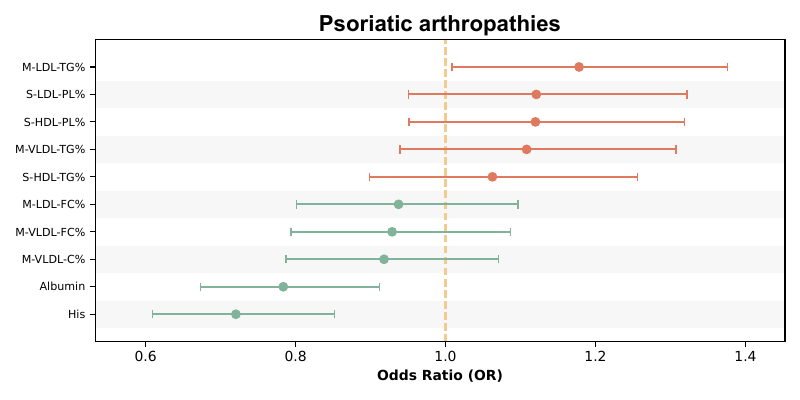 Psoriatic arthropathies
M-LDL-TG%
S-LDL-PL%
S-HDL-PL%
M-VLDL-TG%
S-HDL-TG%
M-LDL-FC%
M-VLDL-FC%
M-VLDL-C%
Albumin
His
0.6 0.8 1.0 1.2 1.4
Odds Ratio (OR)